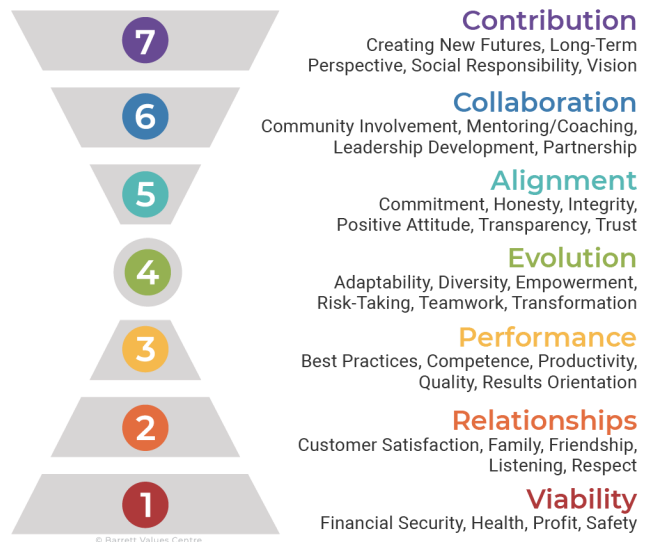 7
Contribution
Creating New Futures, Long-Term
Perspective, Social Responsibility, Vision
6
Collaboration
Community Involvement, Mentoring/Coaching,
Leadership Development, Partnership
5
Alignment
Commitment, Honesty, Integrity,
Positive Attitude, Transparency, Trust
4
Evolution
Adaptability, Diversity, Empowerment,
Risk-Taking, Teamwork, Transformation
3
Performance
Best Practices, Competence, Productivity,
Quality, Results Orientation
2
Relationships
Customer Satisfaction, Family, Friendship,
Listening, Respect
1
Viability
Financial Security, Health, Profit, Safety
© Barrett Values Centre